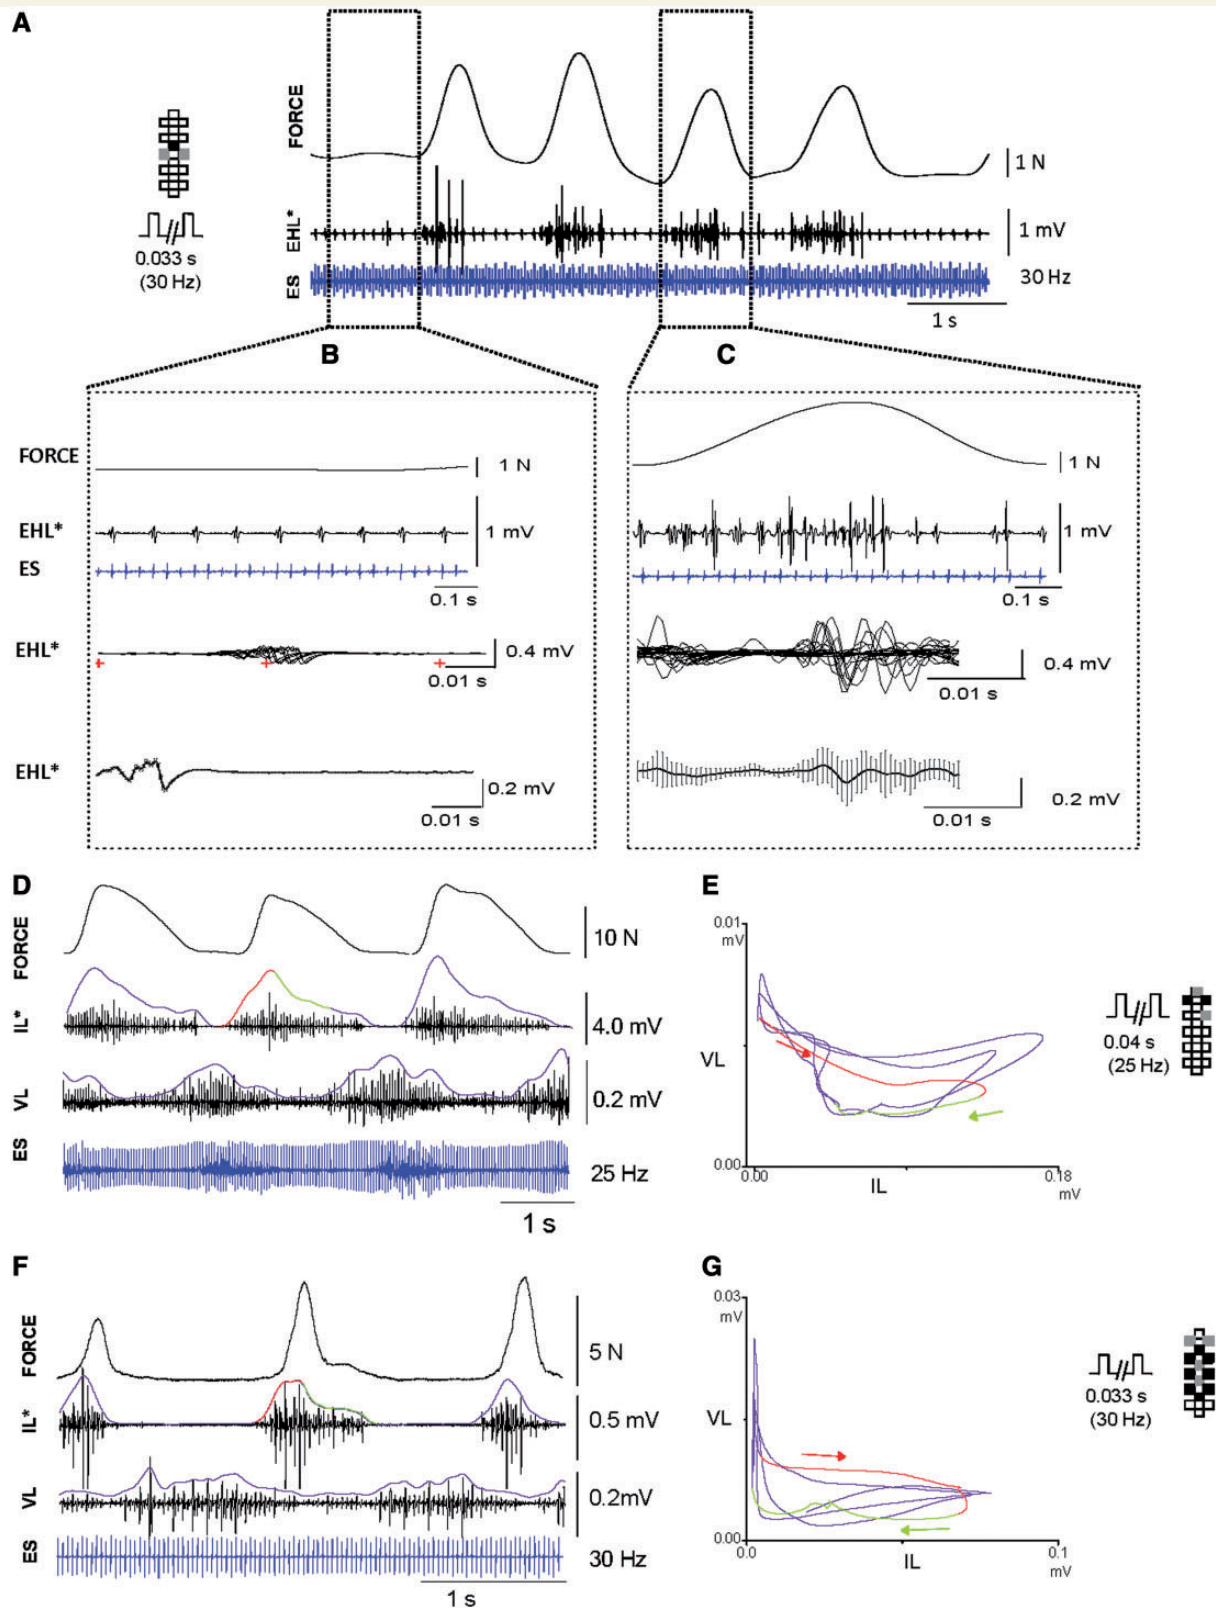 A
FORCE
1 N
EHL*
1 mV
ES
30 Hz
0.033 s
(30 Hz)
1 s
B
C
FORCE
1 N
EHL*
1 mV
ES
0.1 s
EHL*
0.4 mV
0.01 s
EHL*
0.2 mV
0.01 s
1 N
1 mV
0.1 s
0.4 mV
0.01 s
0.2 mV
0.01 s
D
FORCE
10 N
IL*
4.0 mV
VL
0.2 mV
ES
25 Hz
1 s
E
0.01
mV
VL
0.00
0.00
IL
0.18
mV
0.04 s
(25 Hz)
F
FORCE
5 N
IL*
0.5 mV
VL
0.2mV
ES
30 Hz
1 s
G
0.03
mV
VL
0.00
0.0
IL
0.1
mV
0.033 s
(30 Hz)